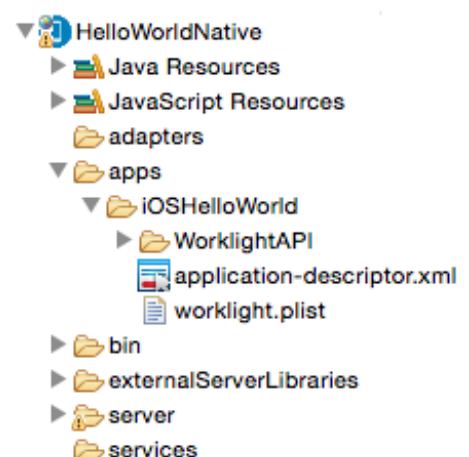 HelloWorldNative
Java Resources
JavaScript Resources
adapters
apps
iOSHelloWorld
WorklightAPI
application-descriptor.xml
worklight.plist
bin
externalServerLibraries
server
services